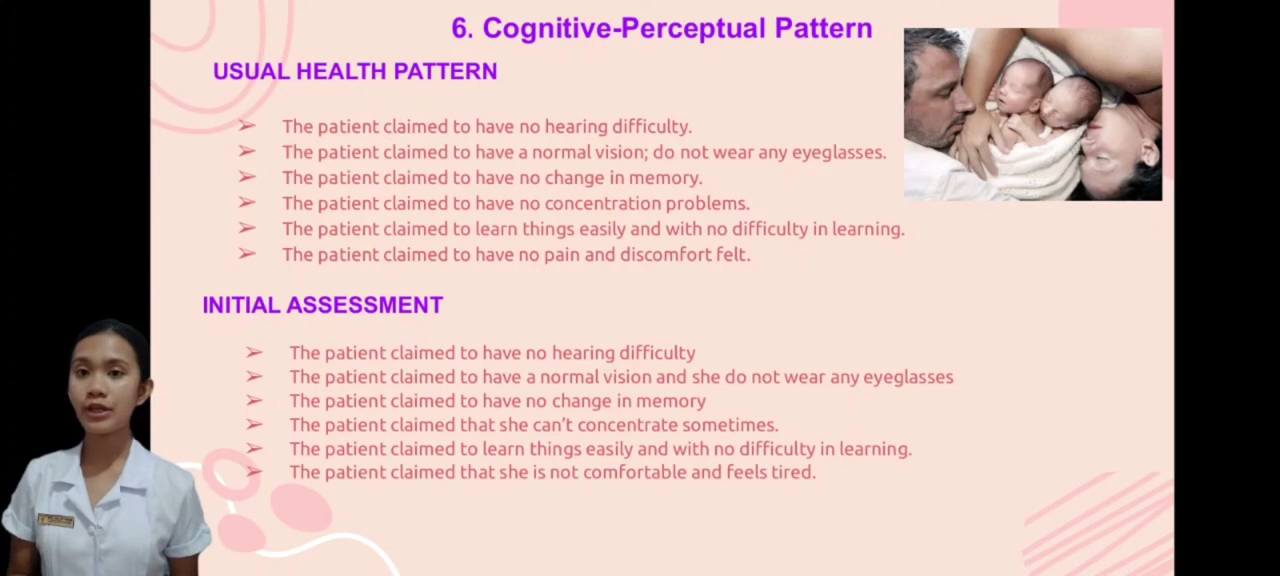 6. Cognitive-Perceptual Pattern
USUAL HEALTH PATTERN
➢ The patient claimed to have no hearing difficulty.
➢ The patient claimed to have a normal vision; do not wear any eyeglasses.
➢ The patient claimed to have no change in memory.
➢ The patient claimed to have no concentration problems.
➢ The patient claimed to learn things easily and with no difficulty in learning.
➢ The patient claimed to have no pain and discomfort felt.
INITIAL ASSESSMENT
➢ The patient claimed to have no hearing difficulty
➢ The patient claimed to have a normal vision and she do not wear any eyeglasses
➢ The patient claimed to have no change in memory
➢ The patient claimed that she can’t concentrate sometimes.
➢ The patient claimed to learn things easily and with no difficulty in learning.
➢ The patient claimed that she is not comfortable and feels tired.